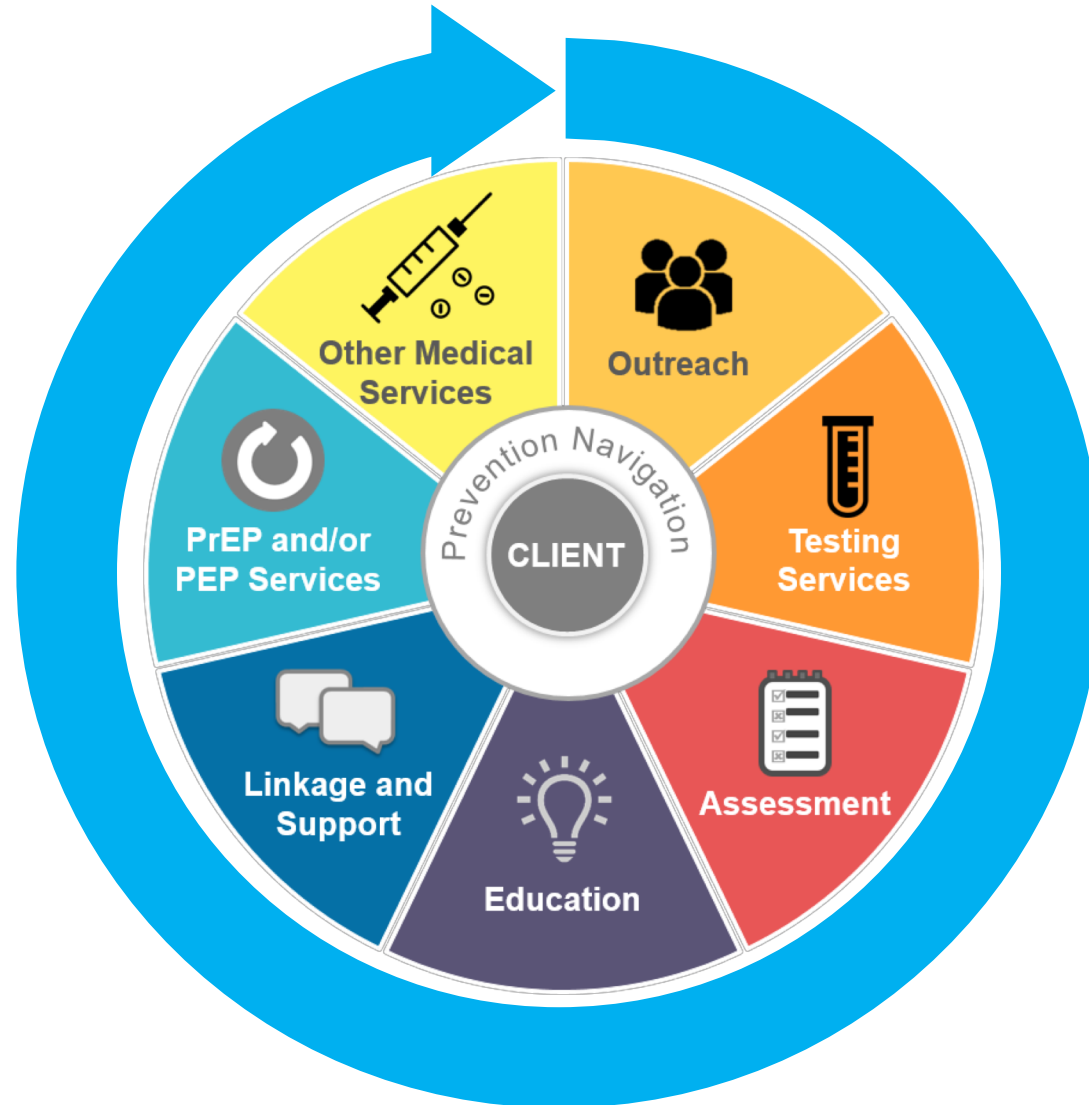 Outreach
Testing
Services
Assessment
Education
Linkage and
Support
PrEP and/or
PEP Services
Other Medical
Services
Prevention Navigation
CLIENT